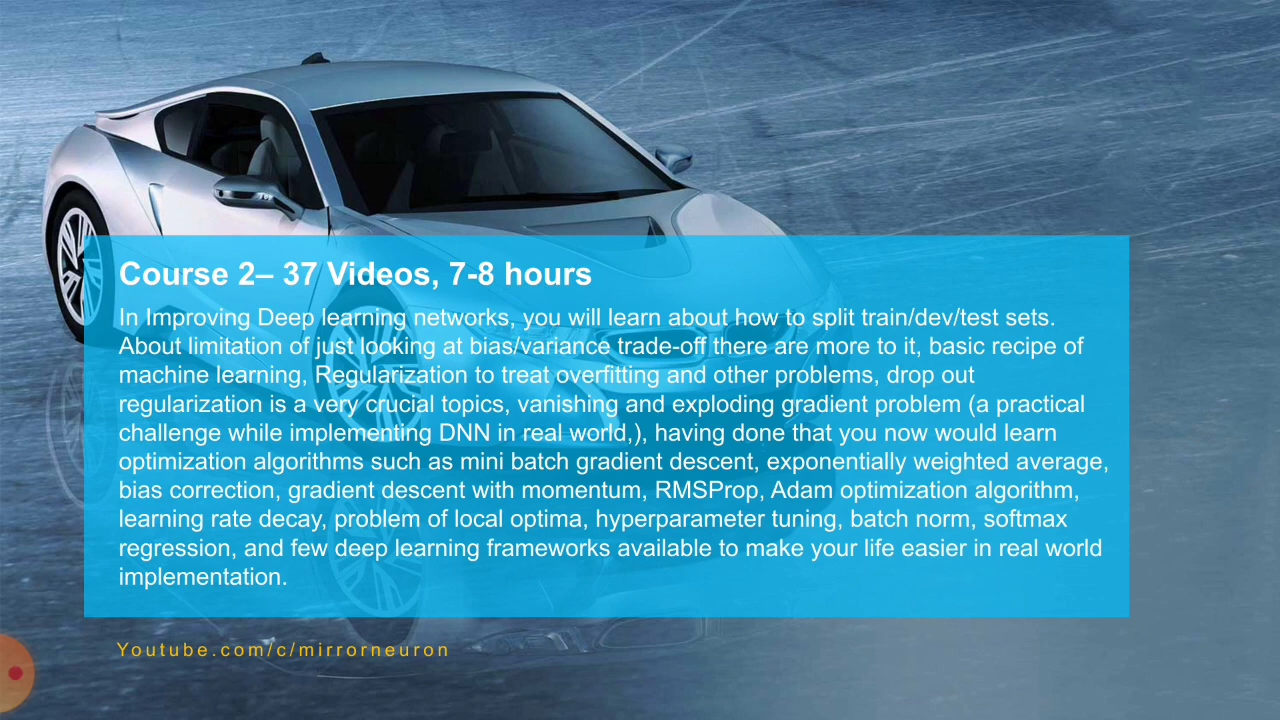 Course 2– 37 Videos, 7-8 hours
In Improving Deep learning networks, you will learn about how to split train/dev/test sets.
About limitation of just looking at bias/variance trade-off there are more to it, basic recipe of
machine learning, Regularization to treat overfitting and other problems, drop out
regularization is a very crucial topics, vanishing and exploding gradient problem (a practical
challenge while implementing DNN in real world,), having done that you now would learn
optimization algorithms such as mini batch gradient descent, exponentially weighted average,
bias correction, gradient descent with momentum, RMSProp, Adam optimization algorithm,
learning rate decay, problem of local optima, hyperparameter tuning, batch norm, softmax
regression, and few deep learning frameworks available to make your life easier in real world
implementation.
Youtube.com/c/mirrorneuron